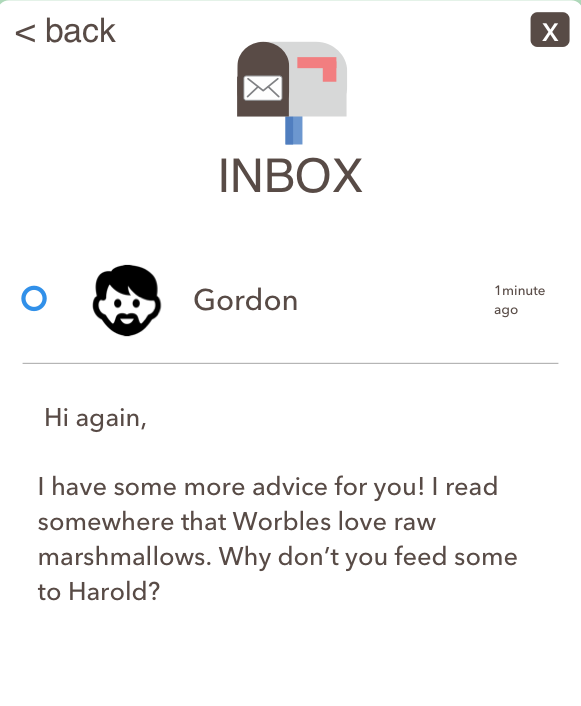 < back
X
INBOX
Gordon
1minute
ago
Hi again,
I have some more advice for you! I read
somewhere that Worbles love raw
marshmallows. Why don’t you feed some
to Harold?